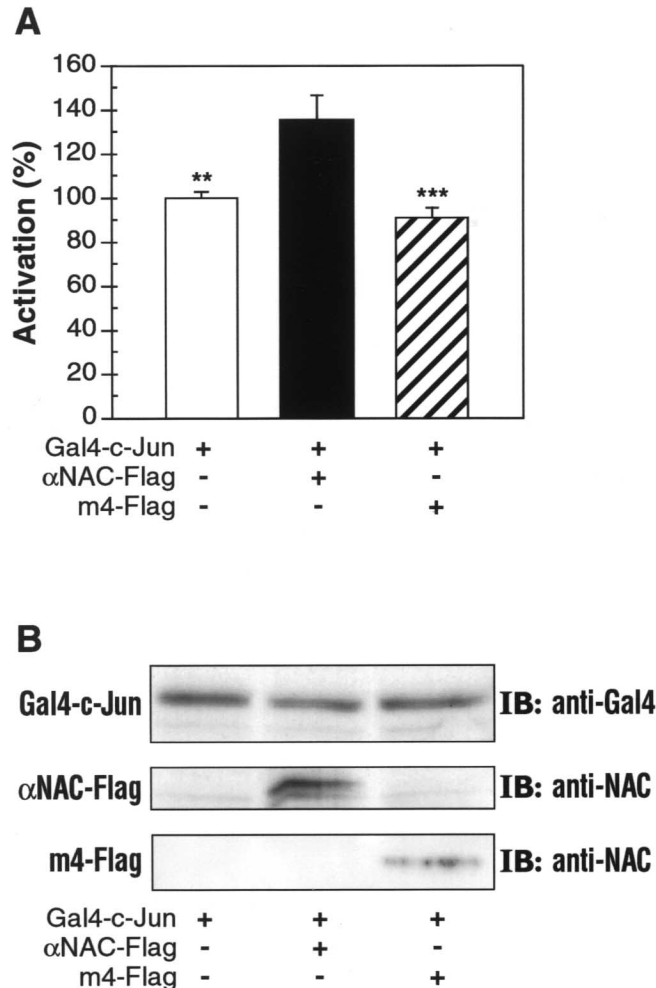 A
160
140
120
100
80
60
40
20
0
Activation (%)
**
***
Gal4-c-Jun + + +
αNAC-Flag - + -
m4-Flag - - +
B
Gal4-c-Jun IB: anti-Gal4
αNAC-Flag IB: anti-NAC
m4-Flag IB: anti-NAC
Gal4-c-Jun + + +
αNAC-Flag - + -
m4-Flag - - +